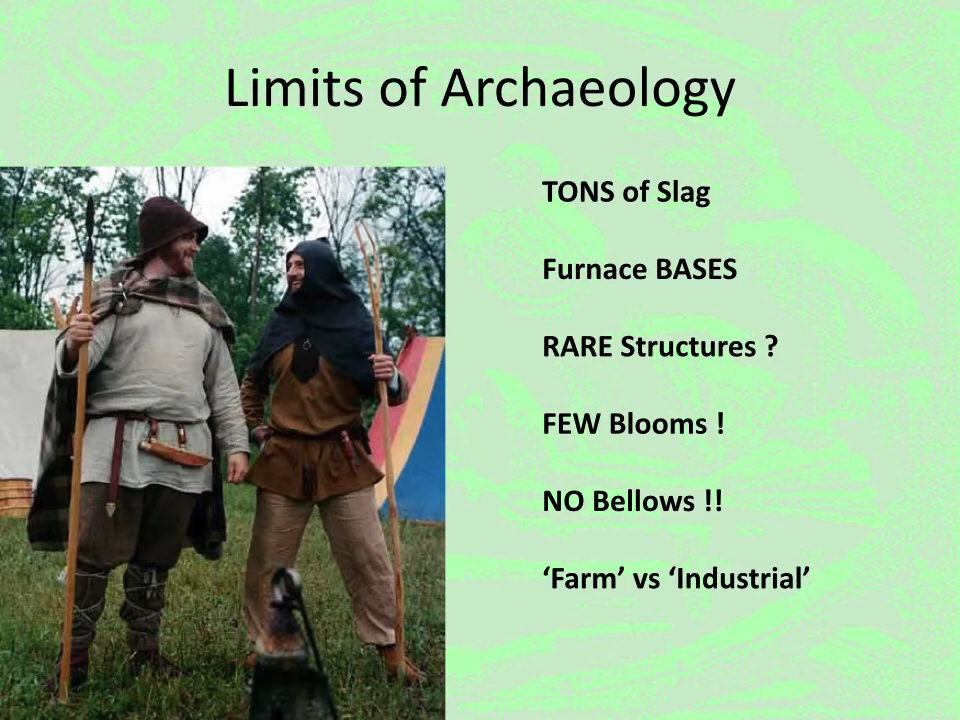 Limits of Archaeology
TONS of Slag
Furnace BASES
RARE Structures ?
FEW Blooms !
NO Bellows !!
‘Farm’ vs ‘Industrial’